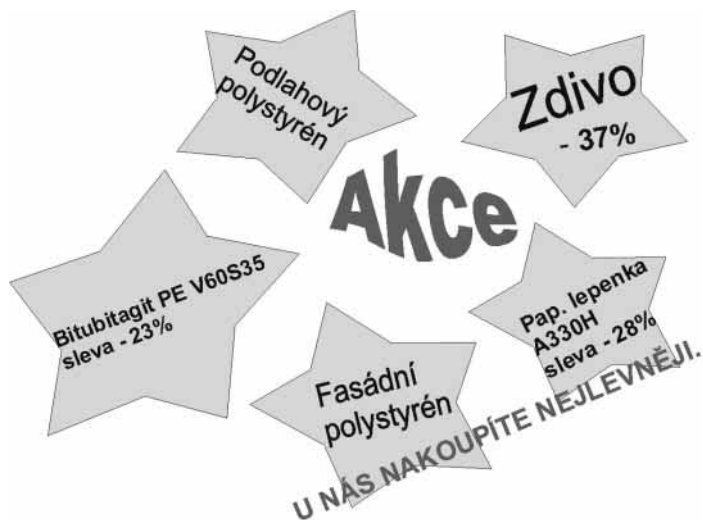 Podlahový
polystyrén
Zdivo
- 37%
Akce
Bitubitagit PE V60S35
sleva - 23%
Pap. lepenka
A330H
sleva - 28%
Fasádní
polystyrén
U NÁS NAKOUPÍTE NEJLEVNĚJI.